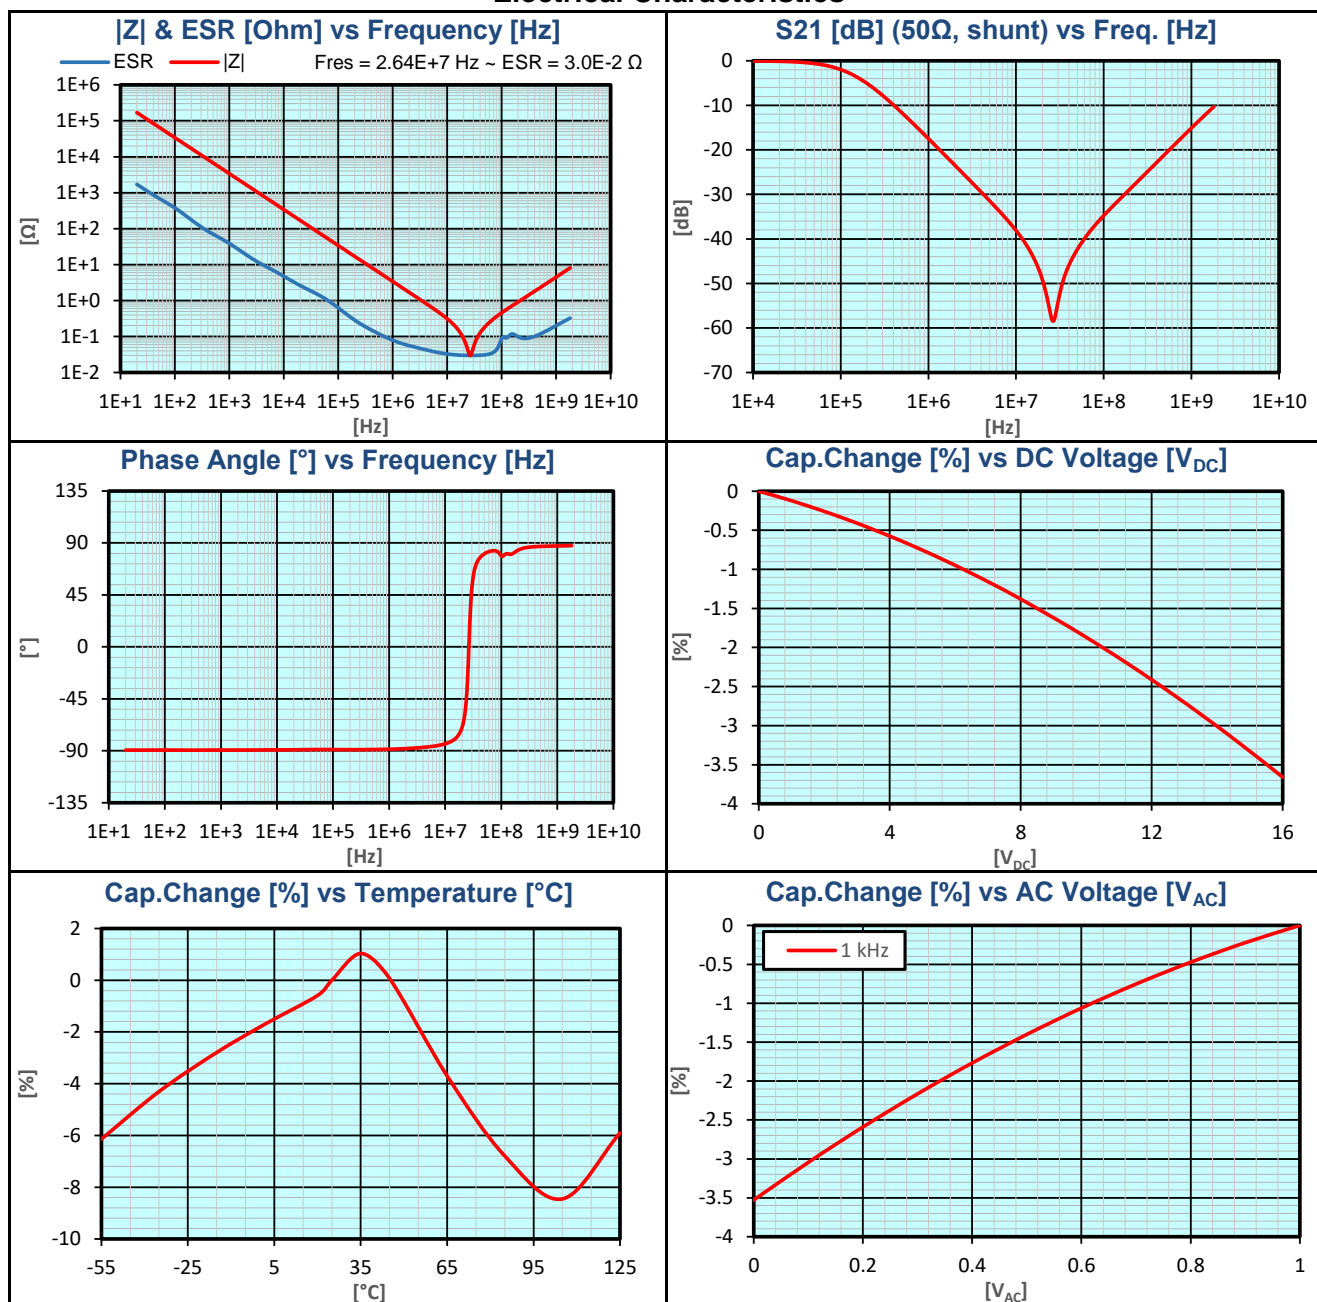 |Z| & ESR [Ohm] vs Frequency [Hz]
ESR |Z| Fres = 2.64E+7 Hz ~ ESR = 3.0E-2 Ω
1E+6
1E+5
1E+4
1E+3
1E+2
1E+1
1E+0
1E-1
1E-2
[Ω]
1E+1 1E+2 1E+3 1E+4 1E+5 1E+6 1E+7 1E+8 1E+9 1E+10
[Hz]
S21 [dB] (50Ω, shunt) vs Freq. [Hz]
0
-10
-20
-30
-40
-50
-60
-70
[dB]
1E+4 1E+5 1E+6 1E+7 1E+8 1E+9 1E+10
[Hz]
Phase Angle [°] vs Frequency [Hz]
135
90
45
0
-45
-90
-135
[°]
1E+1 1E+2 1E+3 1E+4 1E+5 1E+6 1E+7 1E+8 1E+9 1E+10
[Hz]
Cap.Change [%] vs DC Voltage [VDC]
0
-0.5
-1
-1.5
-2
-2.5
-3
-3.5
-4
[%]
0 4 8 12 16
[VDC]
Cap.Change [%] vs Temperature [°C]
2
0
-2
-4
-6
-8
-10
[%]
-55 -25 5 35 65 95 125
[°C]
Cap.Change [%] vs AC Voltage [VAC]
1 kHz
0
-0.5
-1
-1.5
-2
-2.5
-3
-3.5
-4
[%]
0 0.2 0.4 0.6 0.8 1
[VAC]